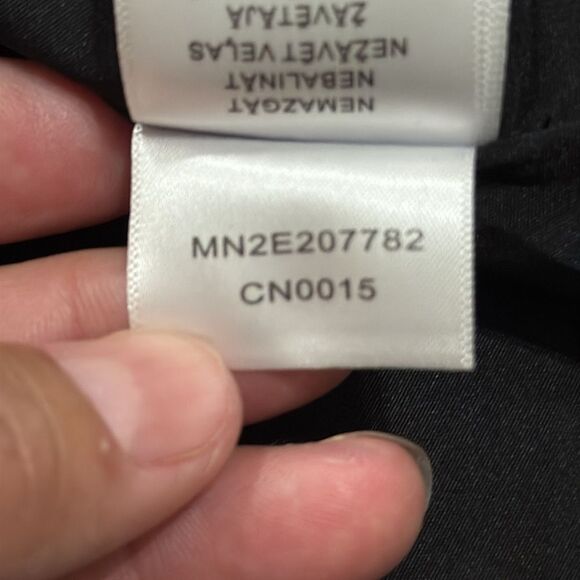 NEMAZGĀT
NEBALINĀT
NEŽĀVĒT VEĻAS
ŽĀVĒTĀJĀ
MN2E207782
CN0015